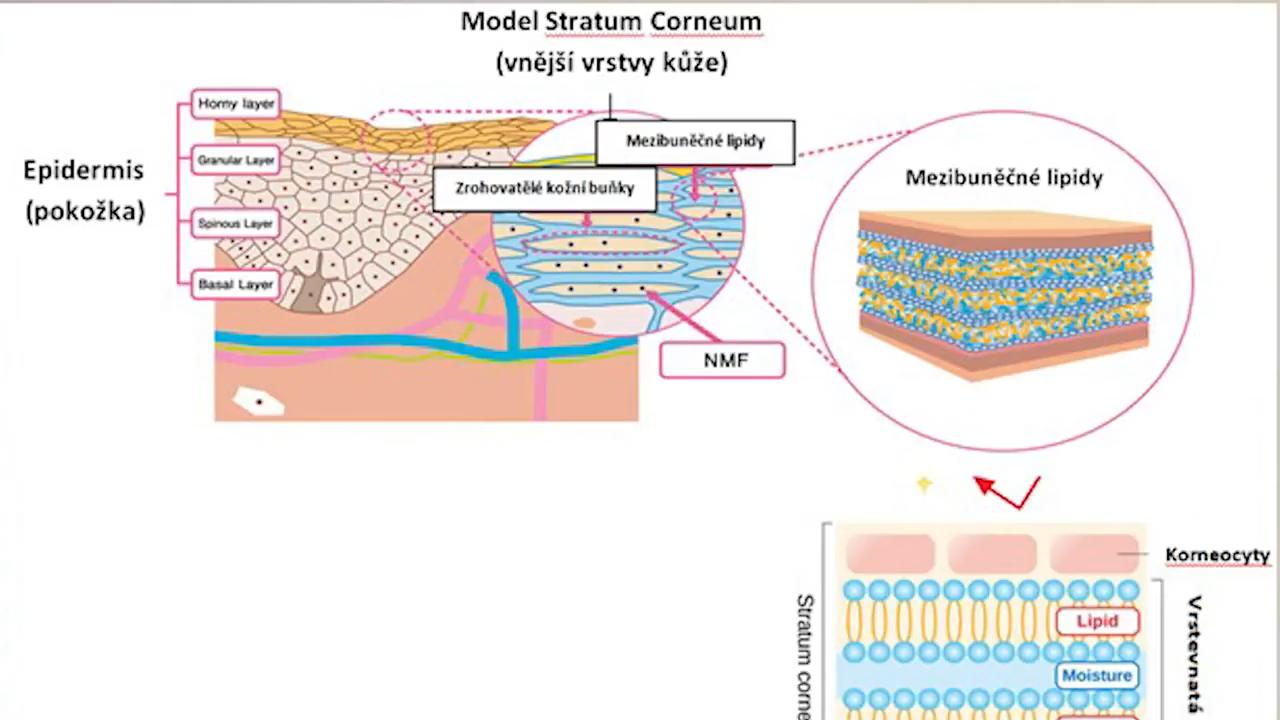 Model Stratum Corneum
(vnější vrstvy kůže)
Horny layer
Granular Layer
Spinous Layer
Basal Layer
Epidermis
(pokožka)
Mezibuněčné lipidy
Zrohovatělé kožní buňky
NMF
Mezibuněčné lipidy
Korneocyty
Lipid
Moisture
Stratum corne
Vrstevnatá